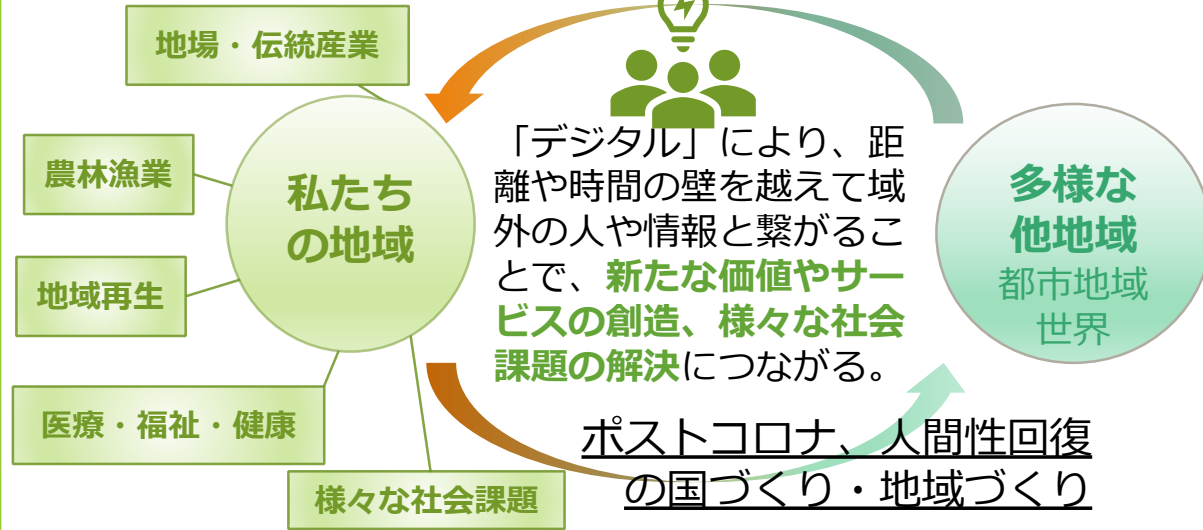 地場・伝統産業
農林漁業
地域再生
医療・福祉・健康
様々な社会課題
私たち
の地域
「デジタル」により、距
離や時間の壁を越えて域
外の人や情報と繋がるこ
とで、新たな価値やサー
ビスの創造、様々な社会
課題の解決につながる。
多様な
他地域
都市地域
世界
ポストコロナ、人間性回復
の国づくり・地域づくり